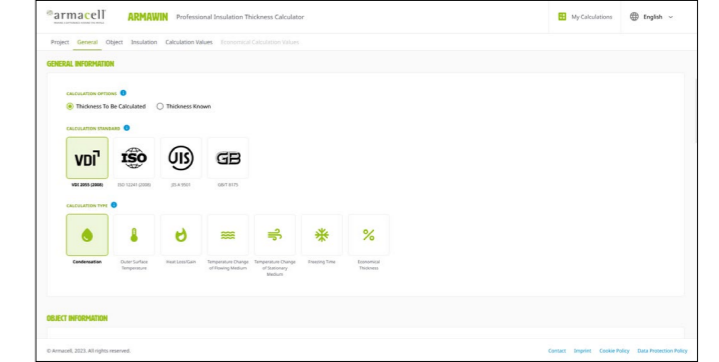 armacell
ARMAWIN Professional Insulation Thickness Calculator
My Calculations
English
Project General Object Insulation Calculation Values Economical Calculation Values
GENERAL INFORMATION
CALCULATION OPTIONS
Thickness To Be Calculated Thickness Known
CALCULATION STANDARD
VDI ISO JIS GB
VDI 2055 (2008) ISO 12241 (2008) JIS A 9501 GB/T 8175
CALCULATION TYPE
Condensation Outer Surface Heat Loss/Gain Temperature Change Temperature Change Freezing Time Economical
Temperature of Flowing Medium of Stationary Thickness
Medium
OBJECT INFORMATION
© Armacell, 2023. All rights reserved. Contact Imprint Cookie Policy Data Protection Policy